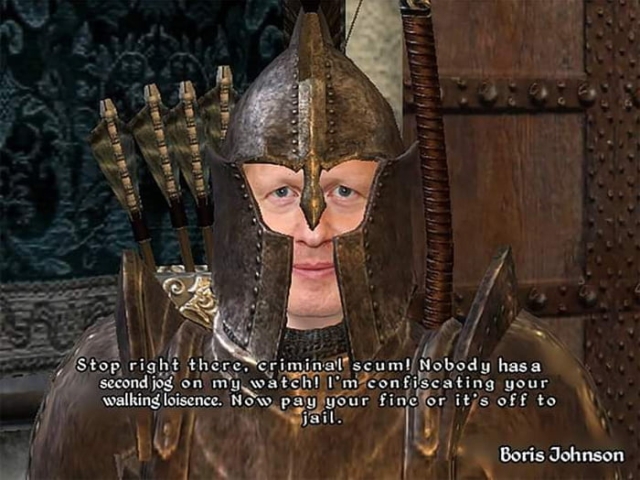 Stop right there, criminal scum! Nobody has a
second jog on my watch! I'm confiscating your
walking loisence. Now pay your fine or it's off to
jail.
Boris Johnson